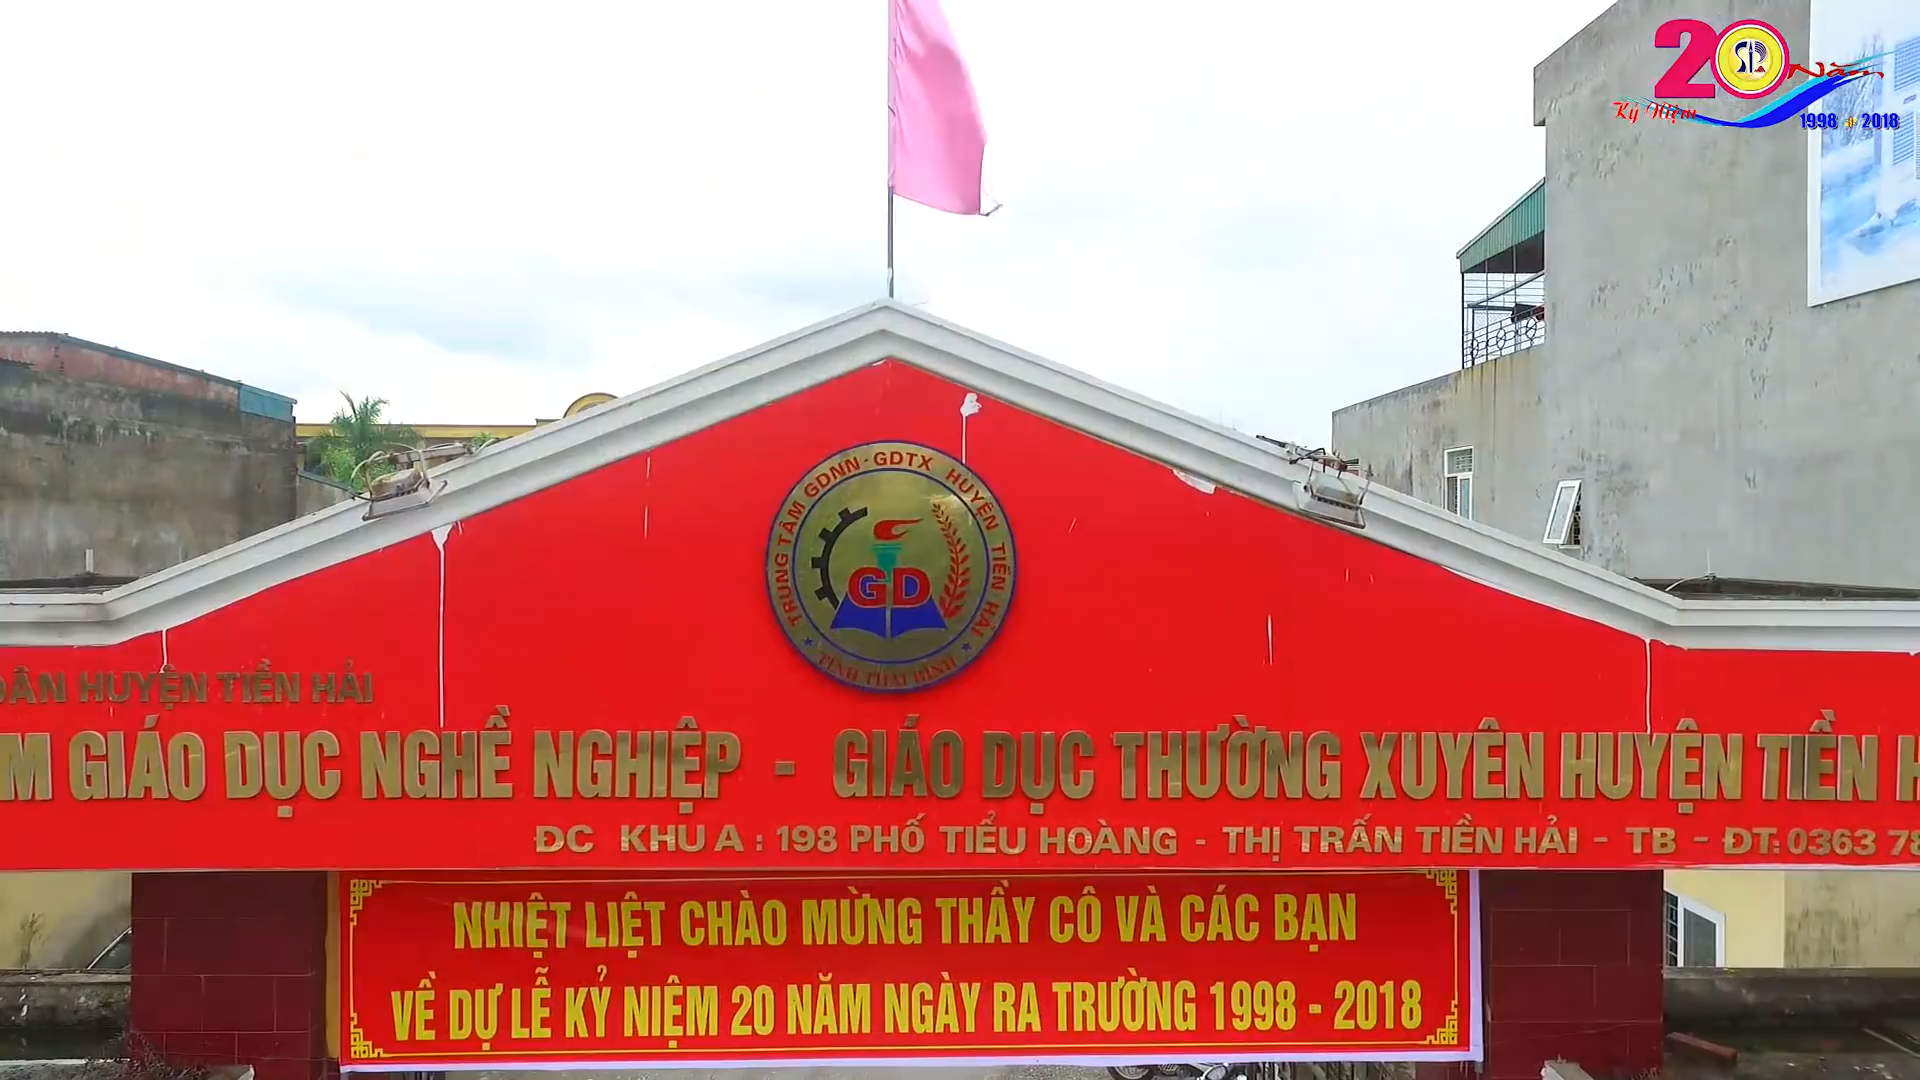 20 Năm
Kỷ Niệm
1998 2018
TRUNG TÂM GDNN - GDTX HUYỆN TIỀN HẢI
TỈNH THÁI BÌNH
GD
DÂN HUYỆN TIỀN HẢI
M GIÁO DỤC NGHỀ NGHIỆP - GIÁO DỤC THƯỜNG XUYÊN HUYỆN TIỀN H
ĐC KHU A : 198 PHỐ TIỂU HOÀNG - THỊ TRẤN TIỀN HẢI - TB - ĐT: 0363 78
NHIỆT LIỆT CHÀO MỪNG THẦY CÔ VÀ CÁC BẠN
VỀ DỰ LỄ KỶ NIỆM 20 NĂM NGÀY RA TRƯỜNG 1998 - 2018